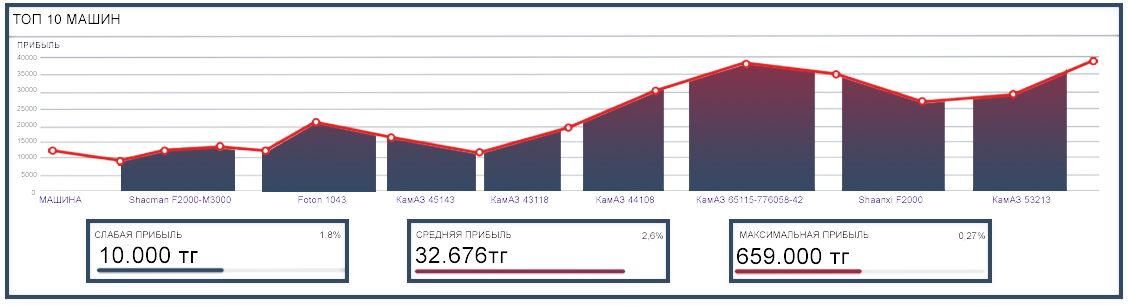 ТОП 10 МАШИН
ПРИБЫЛЬ
40000
35000
30000
25000
20000
15000
10000
5000
0
МАШИНА Shacman F2000-M3000 Foton 1043 КамАЗ 45143 КамАЗ 43118 КамАЗ 44108 КамАЗ 65115-776058-42 Shaanxi F2000 КамАЗ 53213
СЛАБАЯ ПРИБЫЛЬ 1,8%
10.000 тг
СРЕДНЯЯ ПРИБЫЛЬ 2,6%
32.676тг
МАКСИМАЛЬНАЯ ПРИБЫЛЬ 0,27%
659.000 тг